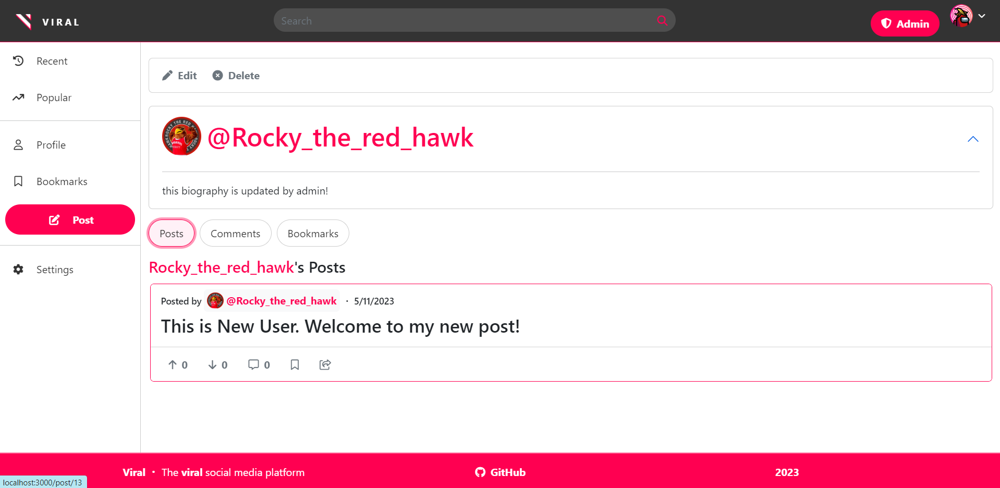 VIRAL
Search
Admin
Recent
Popular
Profile
Bookmarks
Post
Settings
Edit
Delete
@Rocky_the_red_hawk
this biography is updated by admin!
Posts
Comments
Bookmarks
Rocky_the_red_hawk's Posts
Posted by @Rocky_the_red_hawk · 5/11/2023
This is New User. Welcome to my new post!
0 0 0
Viral · The viral social media platform
GitHub
2023
localhost:3000/post/13